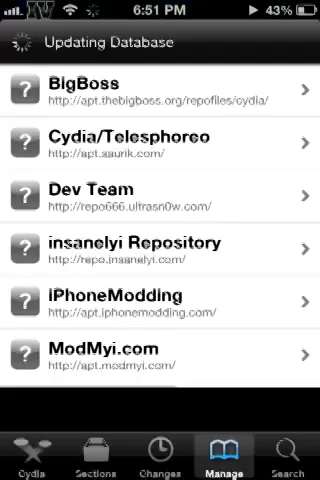 6:51 PM
43%
Updating Database
BigBoss
http://apt.thebigboss.org/repofiles/cydia/
Cydia/Telesphoreo
http://apt.saurik.com/
Dev Team
http://repo666.ultrasn0w.com/
insanelyi Repository
http://repo.insanelyi.com/
iPhoneModding
http://apt.iphonemodding.com/
ModMyi.com
http://apt.modmyi.com/
Cydia Sections Changes Manage Search